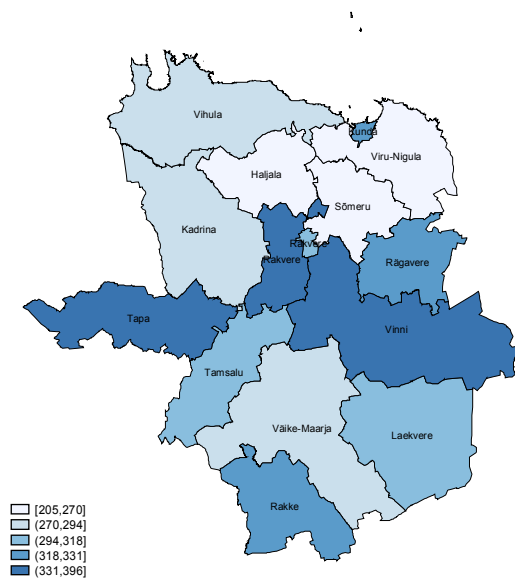 Vihula
Kunda
Viru-Nigula
Haljala
Sõmeru
Kadrina
Rakvere
Rakvere
Rägavere
Tapa
Vinni
Tamsalu
Väike-Maarja
Laekvere
Rakke
[205,270]
(270,294]
(294,318]
(318,331]
(331,396]